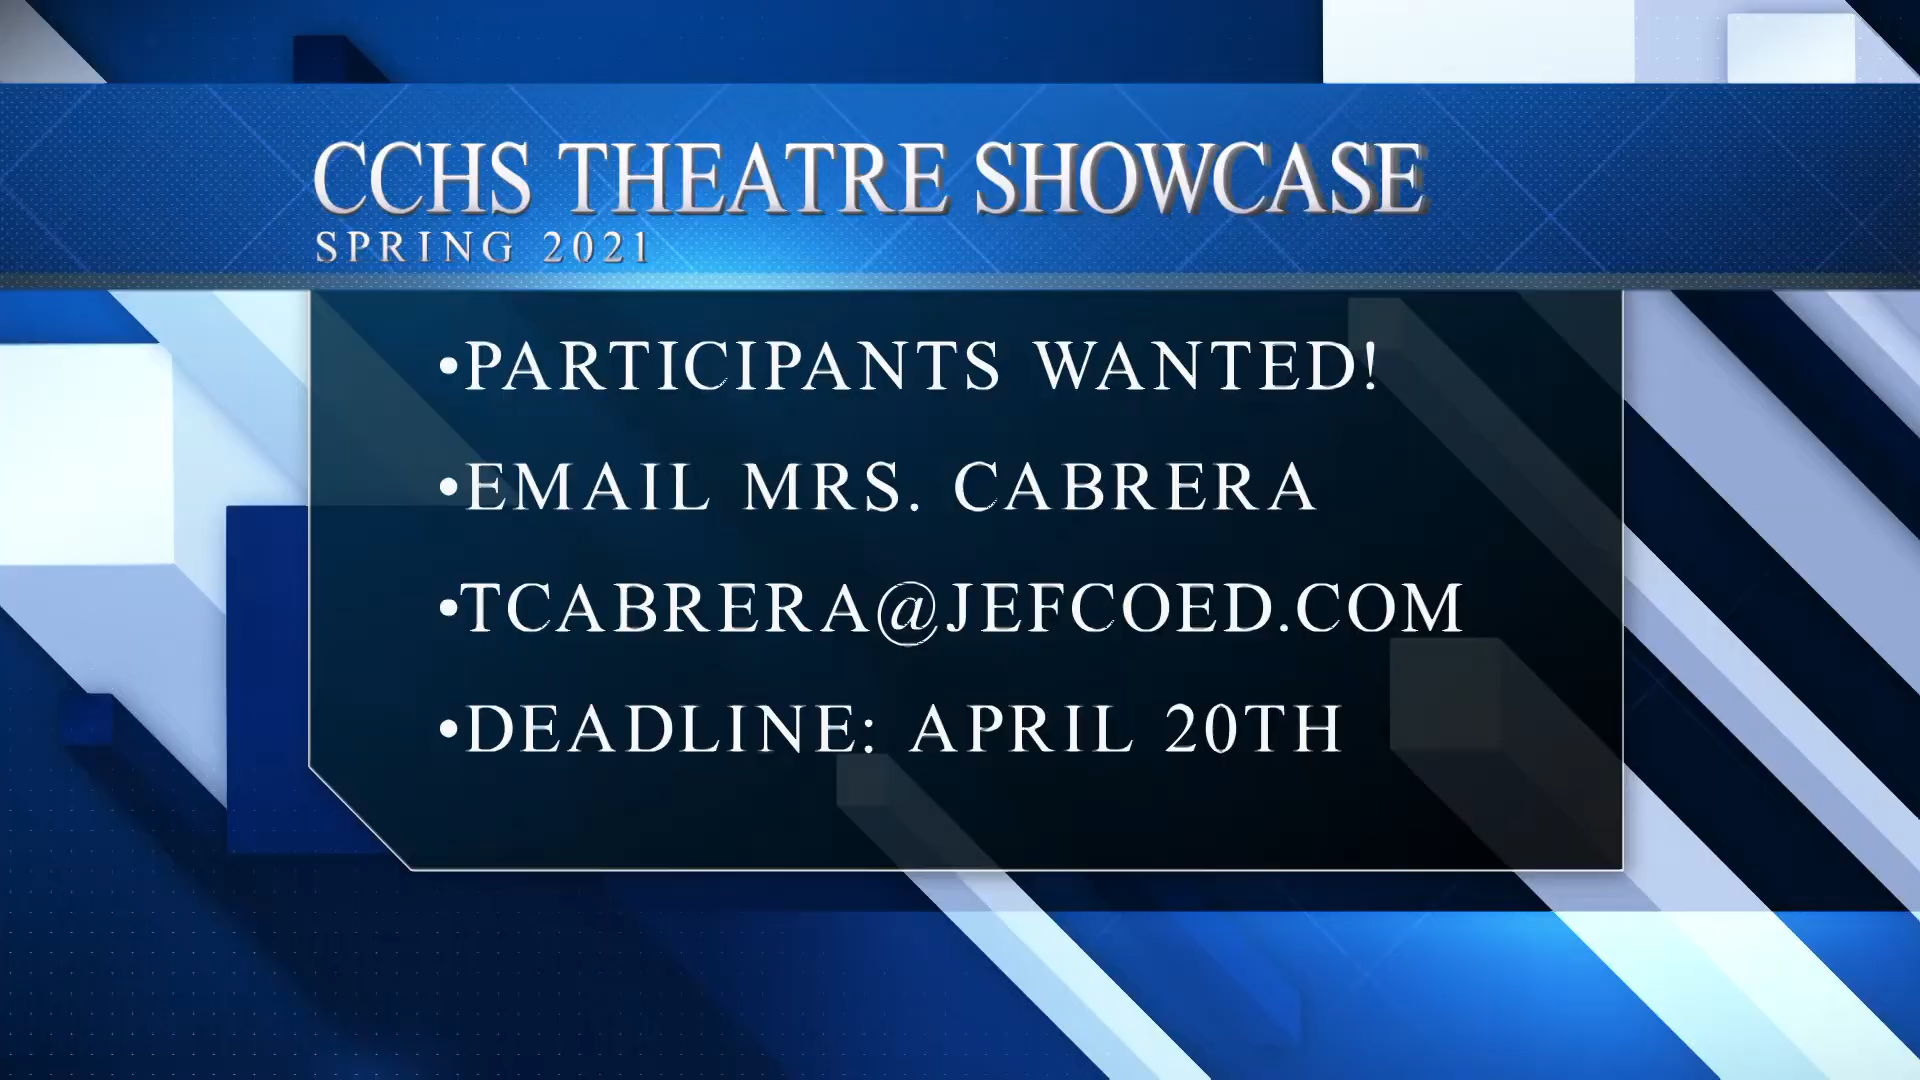 CCHS THEATRE SHOWCASE
SPRING 2021
•PARTICIPANTS WANTED!
•EMAIL MRS. CABRERA
•TCABRERA@JEFCOED.COM
•DEADLINE: APRIL 20TH